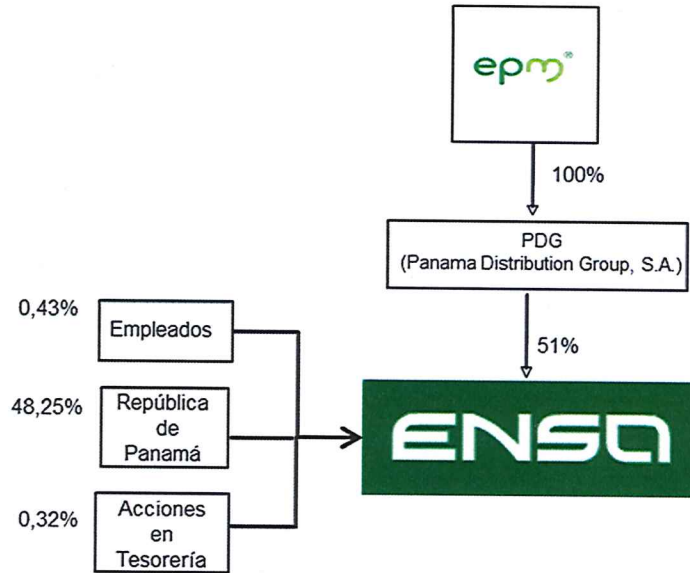 epm®
100%
PDG
(Panama Distribution Group, S.A.)
51%
0,43%
Empleados
48,25%
República
de
Panamá
0,32%
Acciones
en
Tesorería
ENSA